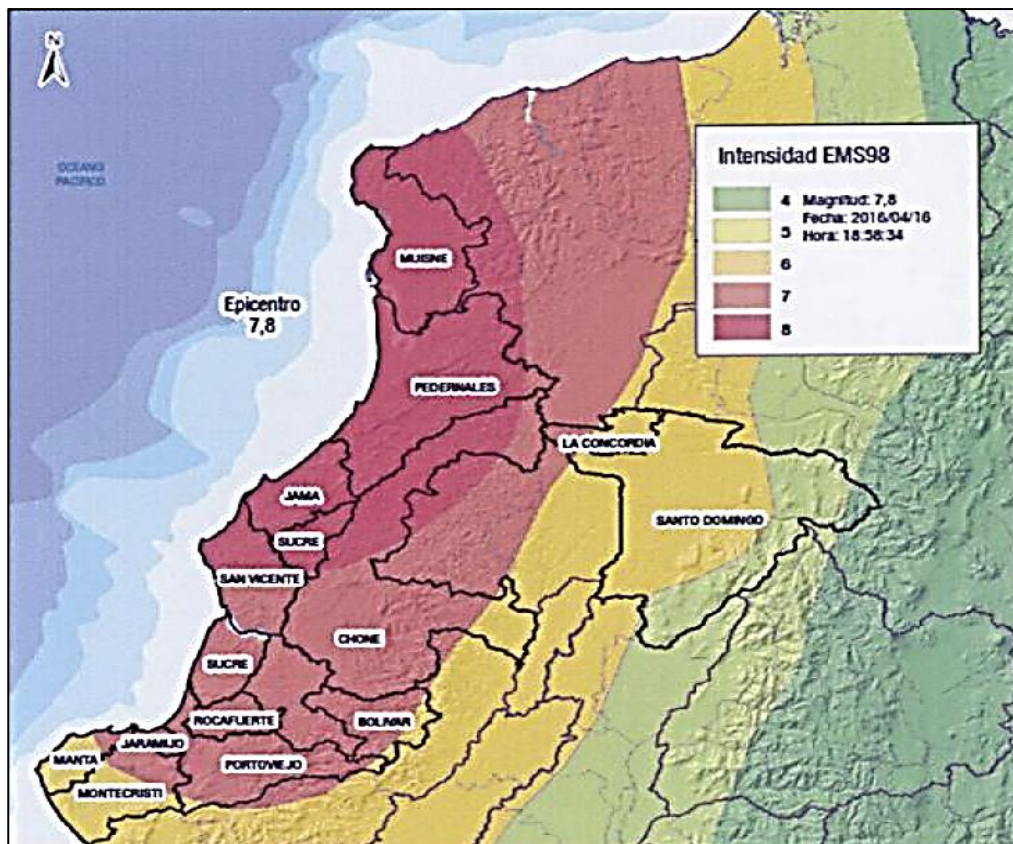 N
OCEANO
PACIFICO
Epicentro
7,8
Intensidad EMS98
4 Magnitud: 7,8
Fecha: 2016/04/16
5 Hora: 18:58:34
6
7
8
MUISNE
PEDERNALES
LA CONCORDIA
JAMA
SUCRE
SANTO DOMINGO
SAN VICENTE
CHONE
SUCRE
ROCAFUERTE
BOLIVAR
JARAMIJO
MANTA
PORTOVIEJO
MONTECRISTI